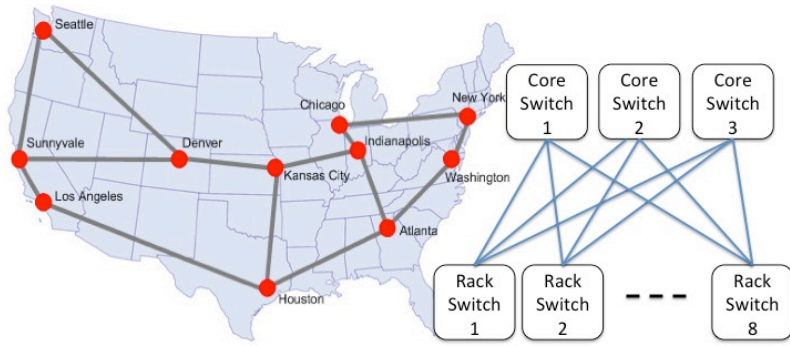 Seattle
Sunnyvale
Los Angeles
Denver
Kansas City
Houston
Chicago
Indianapolis
New York
Washington
Atlanta
Core
Switch
1
Core
Switch
2
Core
Switch
3
Rack
Switch
1
Rack
Switch
2
Rack
Switch
8